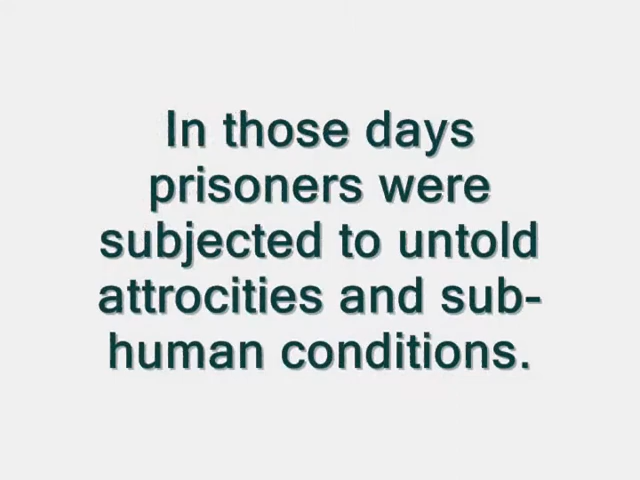 In those days
prisoners were
subjected to untold
attrocities and sub-
human conditions.